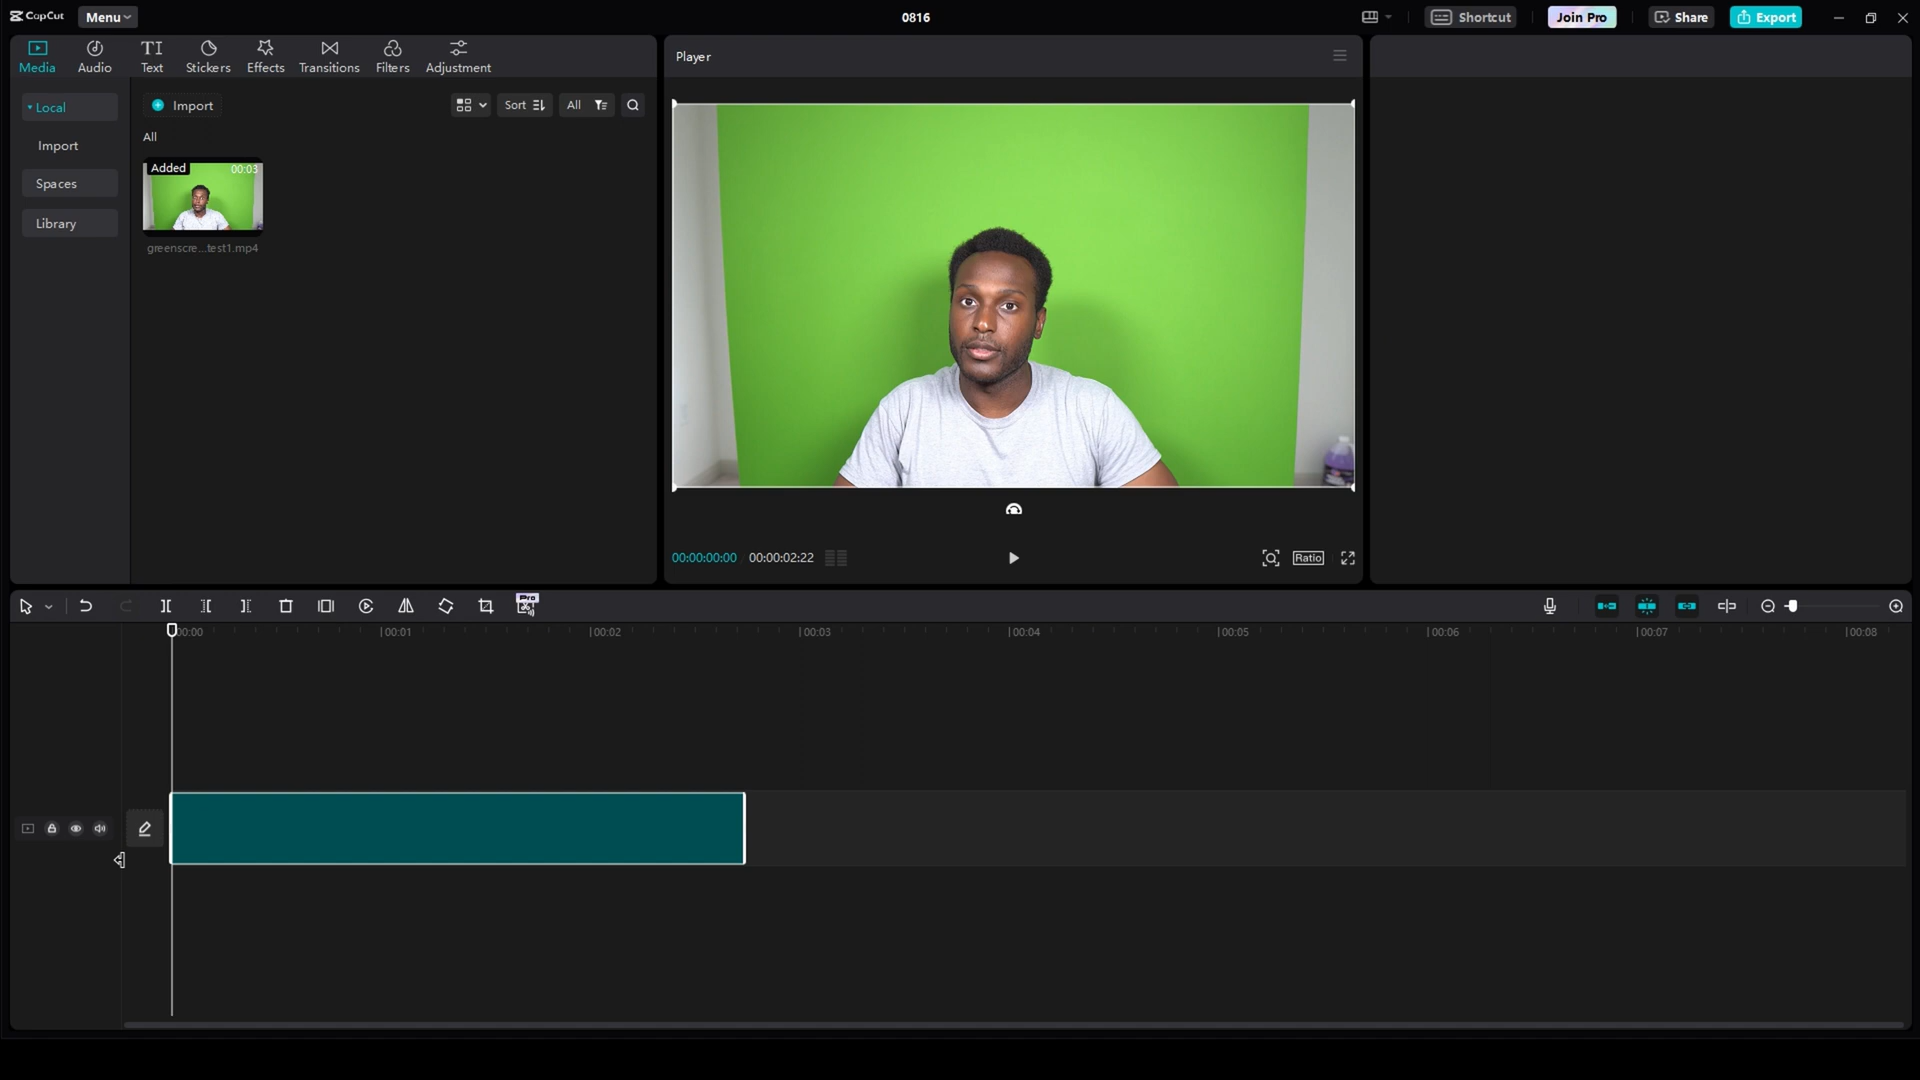 CapCut Menu 0816 Shortcut Join Pro Share Export
Media Audio Text Stickers Effects Transitions Filters Adjustment
Player
Local
Import
Sort
All
Import
All
Spaces
Library
Added 00:03
greenscre...test1.mp4
00:00:00:00 00:00:02:22
Ratio
Pro
00:00 00:01 00:02 00:03 00:04 00:05 00:06 00:07 00:08